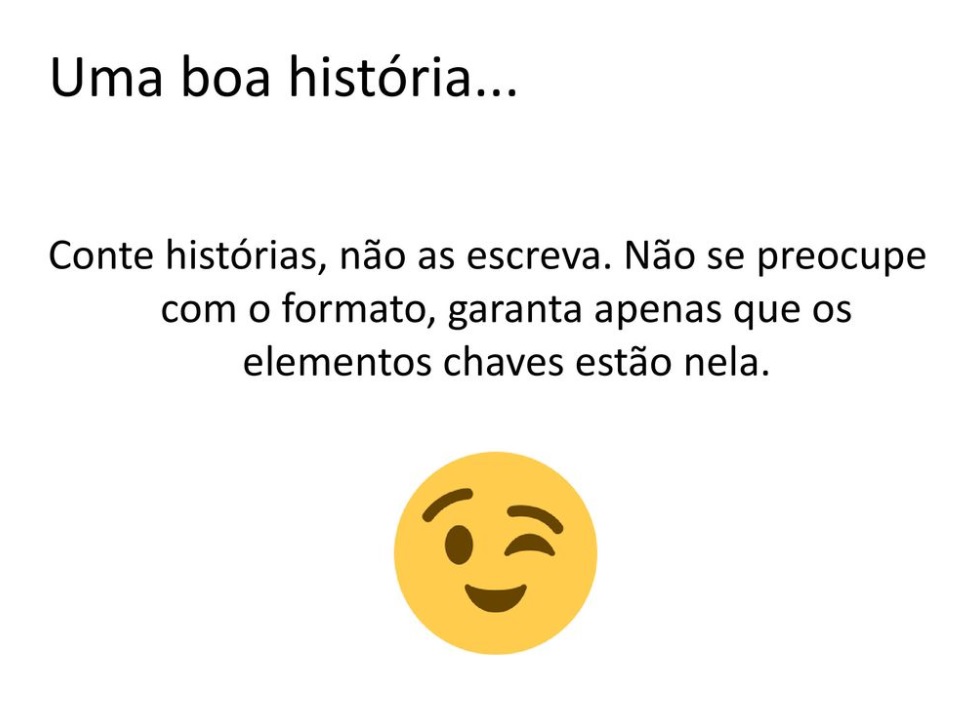 Uma boa história...
Conte histórias, não as escreva. Não se preocupe
com o formato, garanta apenas que os
elementos chaves estão nela.